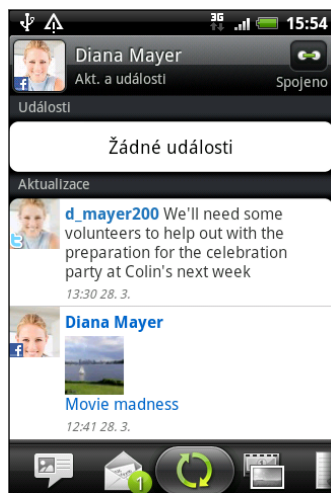 3G 15:54
Diana Mayer
Akt. a události
Spojeno
Události
Žádné události
Aktualizace
d_mayer200 We'll need some
volunteers to help out with the
preparation for the celebration
party at Colin's next week
13:30 28. 3.
Diana Mayer
Movie madness
12:41 28. 3.
1